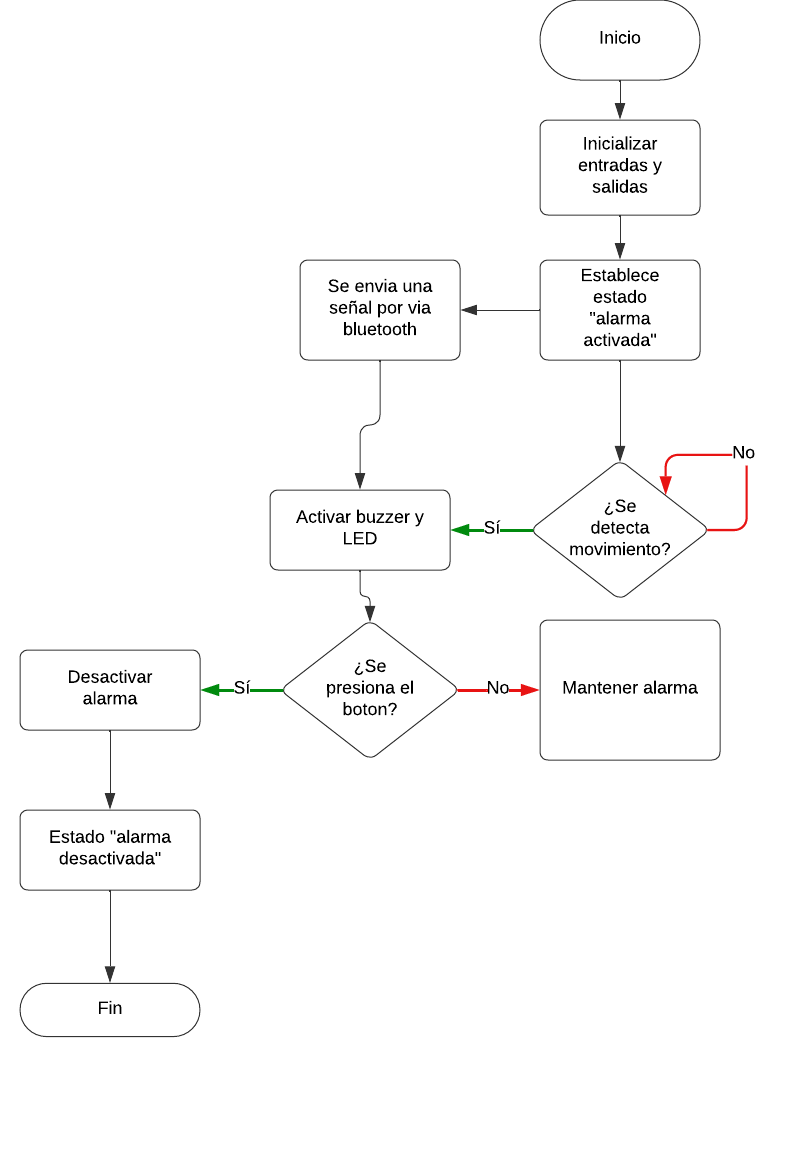 Inicio
Inicializar
entradas y
salidas
Se envia una
señal por via
bluetooth
Establece
estado
"alarma
activada"
No
¿Se
detecta
movimiento?
Sí
Activar buzzer y
LED
¿Se
presiona el
boton?
Sí
No
Desactivar
alarma
Mantener alarma
Estado "alarma
desactivada"
Fin